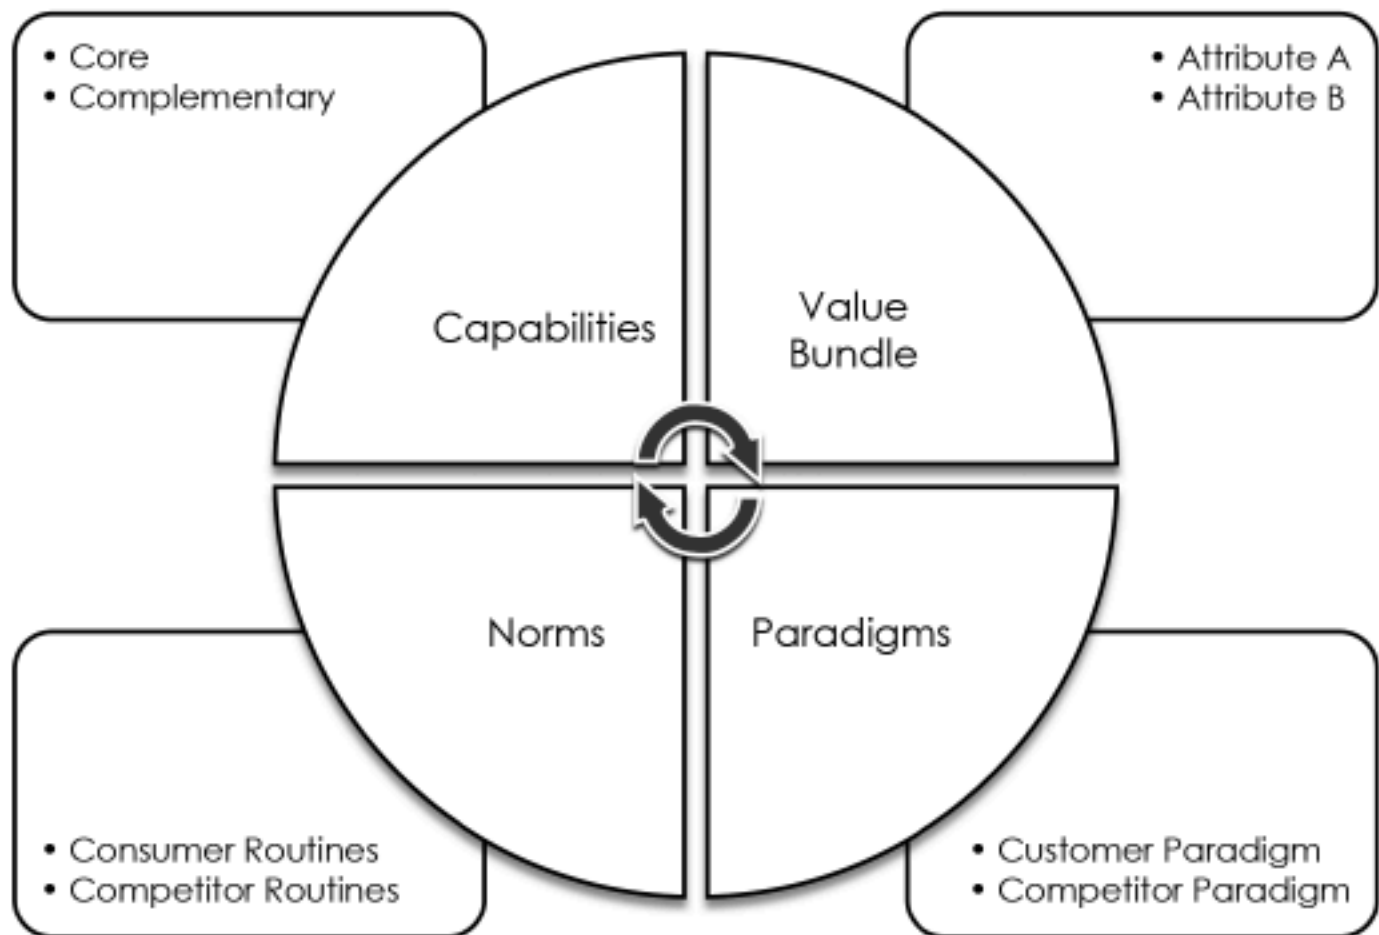 • Core
• Complementary
• Attribute A
• Attribute B
Capabilities
Value
Bundle
Norms
Paradigms
• Consumer Routines
• Competitor Routines
• Customer Paradigm
• Competitor Paradigm